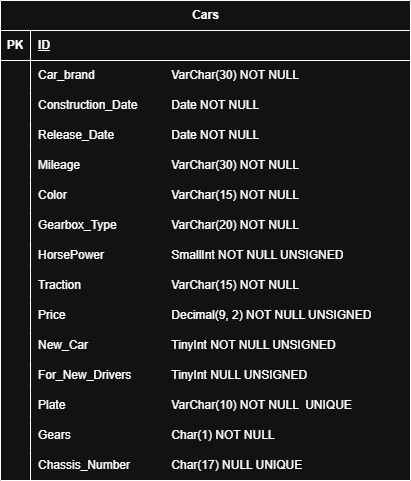 Cars
PK ID
Car_brand VarChar(30) NOT NULL
Construction_Date Date NOT NULL
Release_Date Date NOT NULL
Mileage VarChar(30) NOT NULL
Color VarChar(15) NOT NULL
Gearbox_Type VarChar(20) NOT NULL
HorsePower SmallInt NOT NULL UNSIGNED
Traction VarChar(15) NOT NULL
Price Decimal(9, 2) NOT NULL UNSIGNED
New_Car TinyInt NOT NULL UNSIGNED
For_New_Drivers TinyInt NULL UNSIGNED
Plate VarChar(10) NOT NULL  UNIQUE
Gears Char(1) NOT NULL
Chassis_Number Char(17) NULL UNIQUE